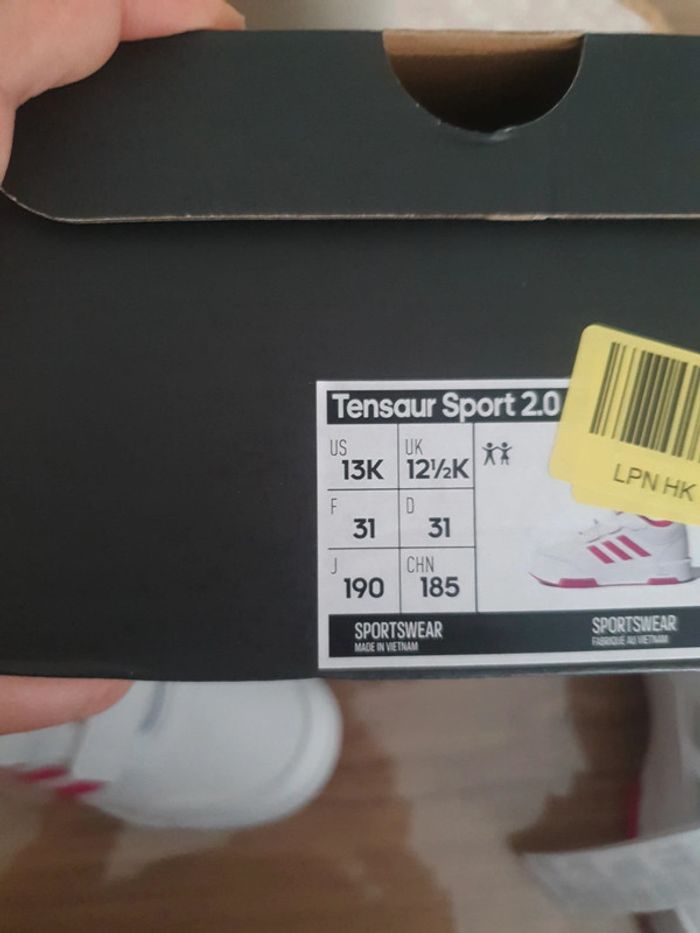 Tensaur Sport 2.0
US UK
13K 12½K
F D
31 31
J CHN
190 185
SPORTSWEAR SPORTSWEAR
MADE IN VIETNAM FABRIQUÉ AU VIETNAM
LPN HK